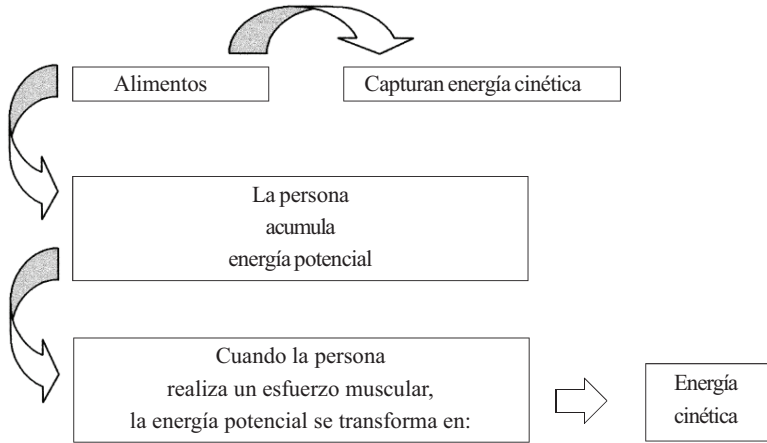 Alimentos
Capturan energía cinética
La persona
acumula
energía potencial
Cuando la persona
realiza un esfuerzo muscular,
la energía potencial se transforma en:
Energía
cinética